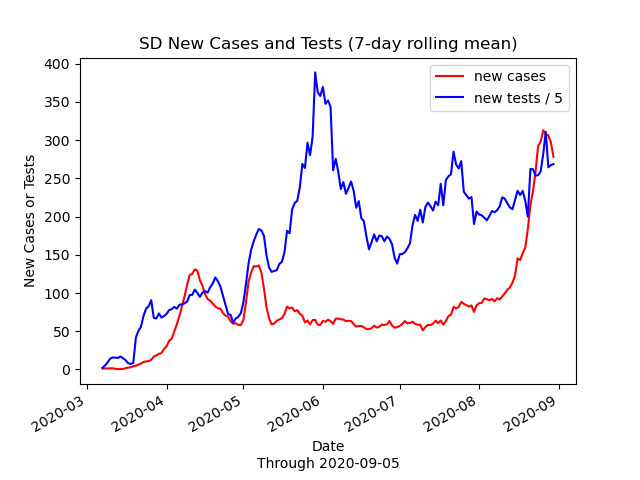 SD New Cases and Tests (7-day rolling mean)
new cases
new tests / 5
New Cases or Tests
400
350
300
250
200
150
100
50
0
2020-03
2020-04
2020-05
2020-06
2020-07
2020-08
2020-09
Date
Through 2020-09-05